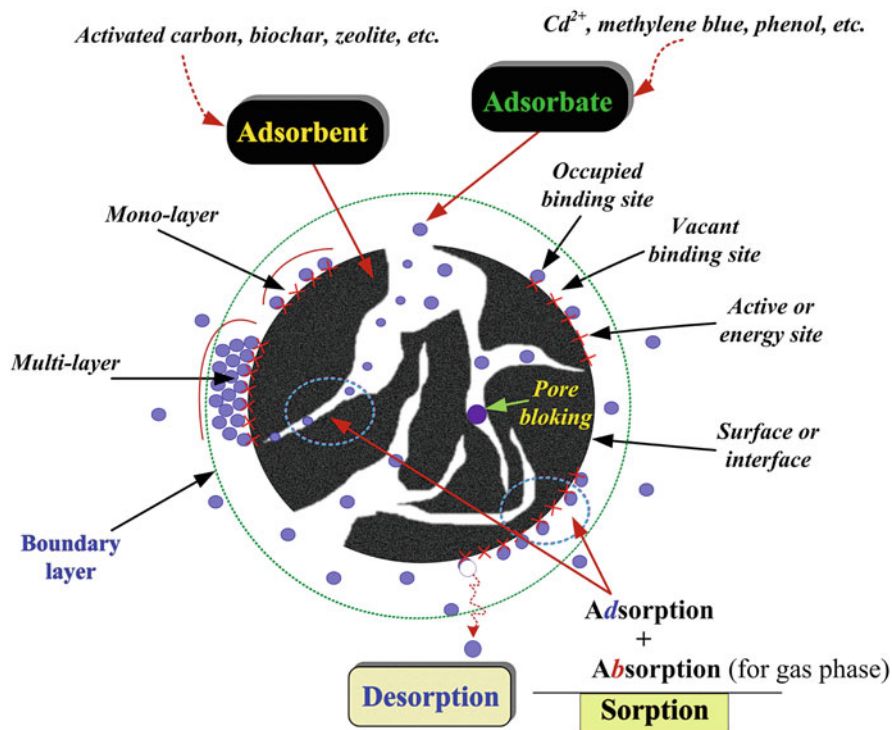 Activated carbon, biochar, zeolite, etc.
Cd²⁺, methylene blue, phenol, etc.
Adsorbent
Adsorbate
Mono-layer
Occupied
binding site
Vacant
binding site
Active or
energy site
Multi-layer
Pore
bloking
Surface or
interface
Boundary
layer
Adsorption
+
Absorption (for gas phase)
Desorption
Sorption